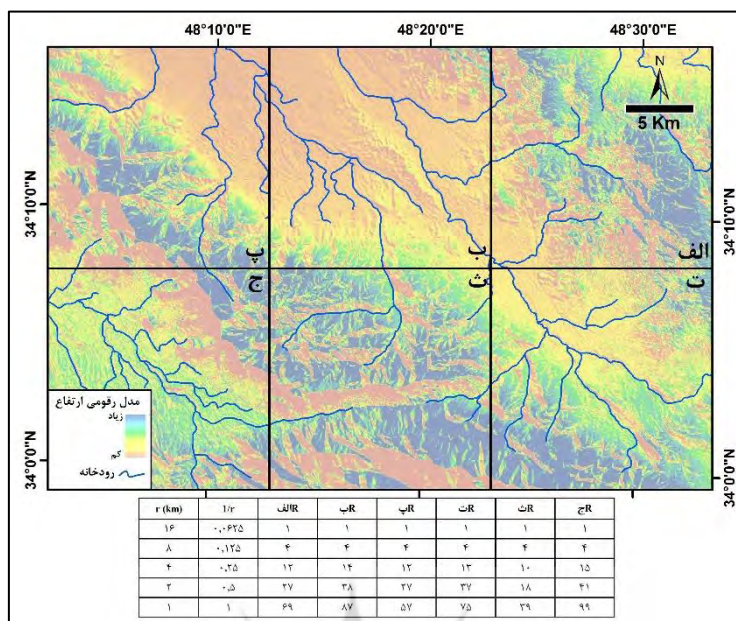 48°10'0"E 48°20'0"E 48°30'0"E
N
5 Km
34°10'0"N 34°10'0"N
پ ب الف
ج ث ت
مدل رقومی ارتفاع
زیاد
کم
رودخانه
34°0'0"N 34°0'0"N
r (km) 1/r Rالف Rب Rپ Rت Rث Rج
۱۶ ۰,۰۶۲۵ ۱ ۱ ۱ ۱ ۱ ۱
۸ ۰,۱۲۵ ۴ ۴ ۴ ۴ ۴ ۴
۴ ۰,۲۵ ۱۲ ۱۴ ۱۲ ۱۳ ۱۰ ۱۵
۲ ۰,۵ ۲۷ ۳۸ ۲۷ ۳۷ ۱۸ ۴۱
۱ ۱ ۶۹ ۸۷ ۵۷ ۷۵ ۳۹ ۹۹